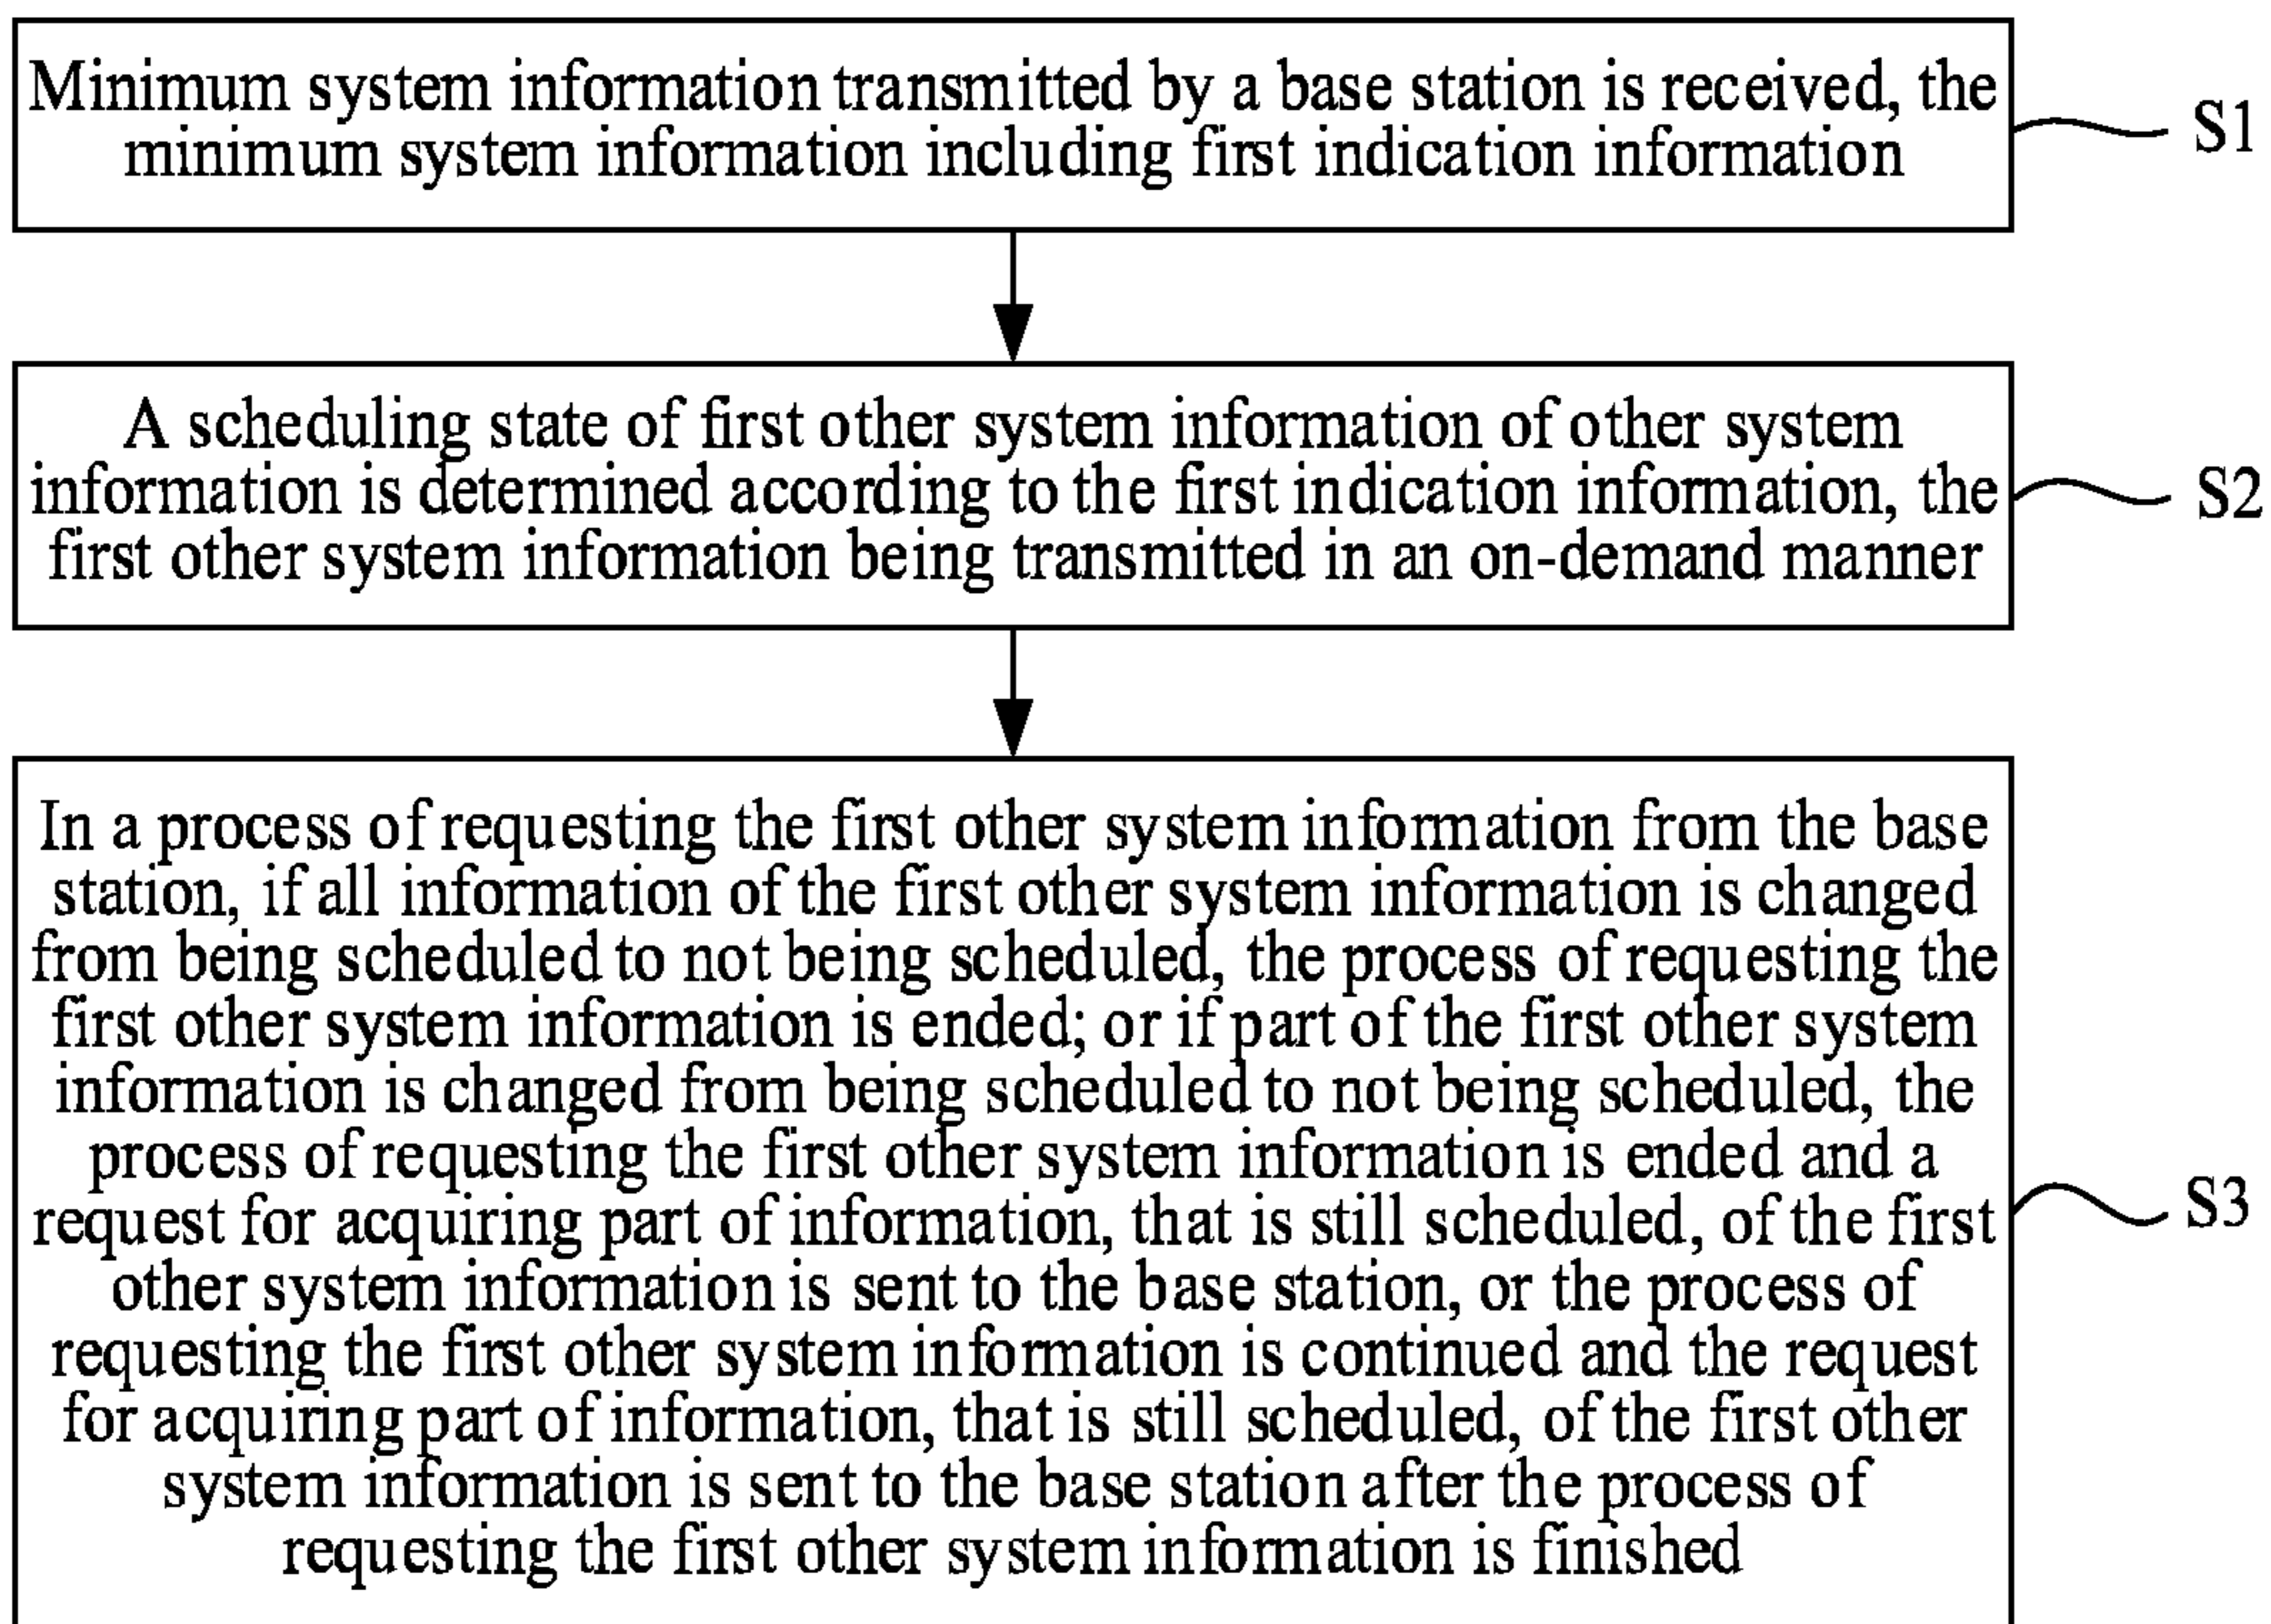 Minimum system information transmitted by a base station is received, the
minimum system information including first indication information
S1
A scheduling state of first other system information of other system
information is determined according to the first indication information, the
first other system information being transmitted in an on-demand manner
S2
In a process of requesting the first other system information from the base
station, if all information of the first other system information is changed
from being scheduled to not being scheduled, the process of requesting the
first other system information is ended; or if part of the first other system
information is changed from being scheduled to not being scheduled, the
process of requesting the first other system information is ended and a
request for acquiring part of information, that is still scheduled, of the first
other system information is sent to the base station, or the process of
requesting the first other system information is continued and the request
for acquiring part of information, that is still scheduled, of the first other
system information is sent to the base station after the process of
requesting the first other system information is finished
S3